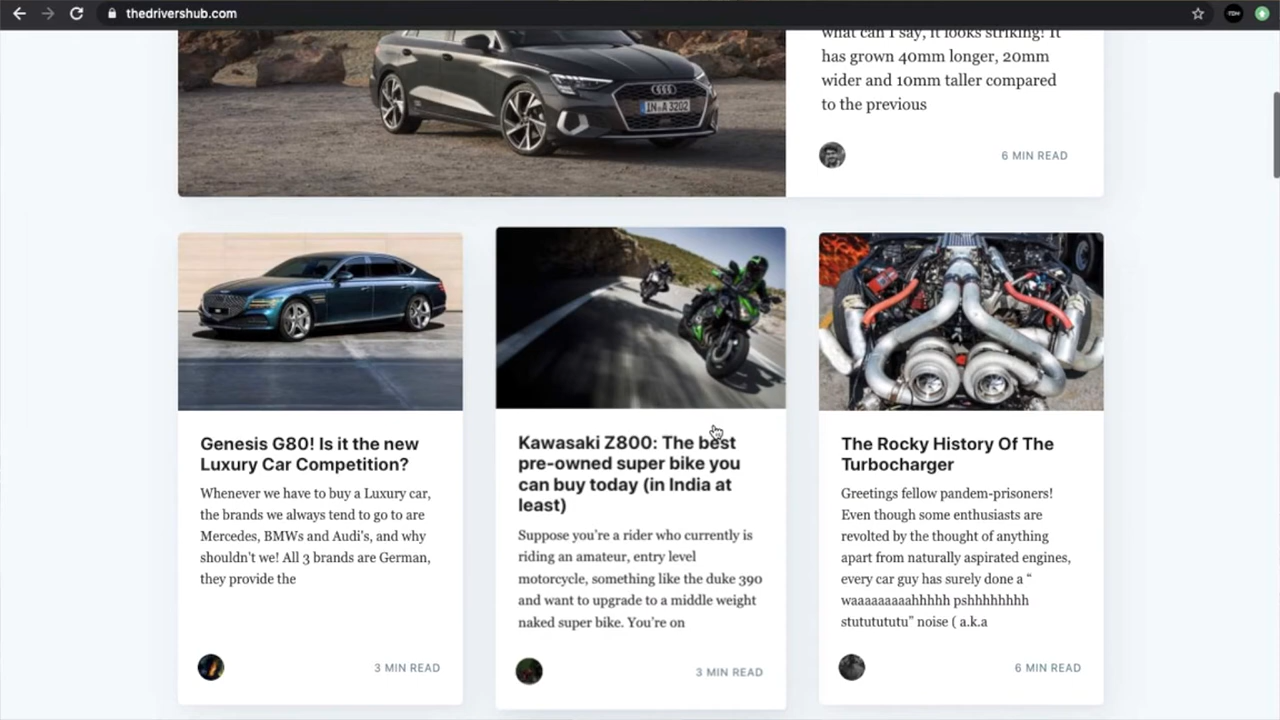 thedrivershub.com
what can I say, it looks striking! It
has grown 40mm longer, 20mm
wider and 10mm taller compared
to the previous
IN·A 3202
6 MIN READ
Genesis G80! Is it the new
Luxury Car Competition?
Whenever we have to buy a Luxury car,
the brands we always tend to go to are
Mercedes, BMWs and Audi's, and why
shouldn't we! All 3 brands are German,
they provide the
3 MIN READ
Kawasaki Z800: The best
pre-owned super bike you
can buy today (in India at
least)
Suppose you're a rider who currently is
riding an amateur, entry level
motorcycle, something like the duke 390
and want to upgrade to a middle weight
naked super bike. You're on
3 MIN READ
The Rocky History Of The
Turbocharger
Greetings fellow pandem-prisoners!
Even though some enthusiasts are
revolted by the thought of anything
apart from naturally aspirated engines,
every car guy has surely done a “
waaaaaaaahhhhh pshhhhhhhh
stutututututu” noise ( a.k.a
6 MIN READ